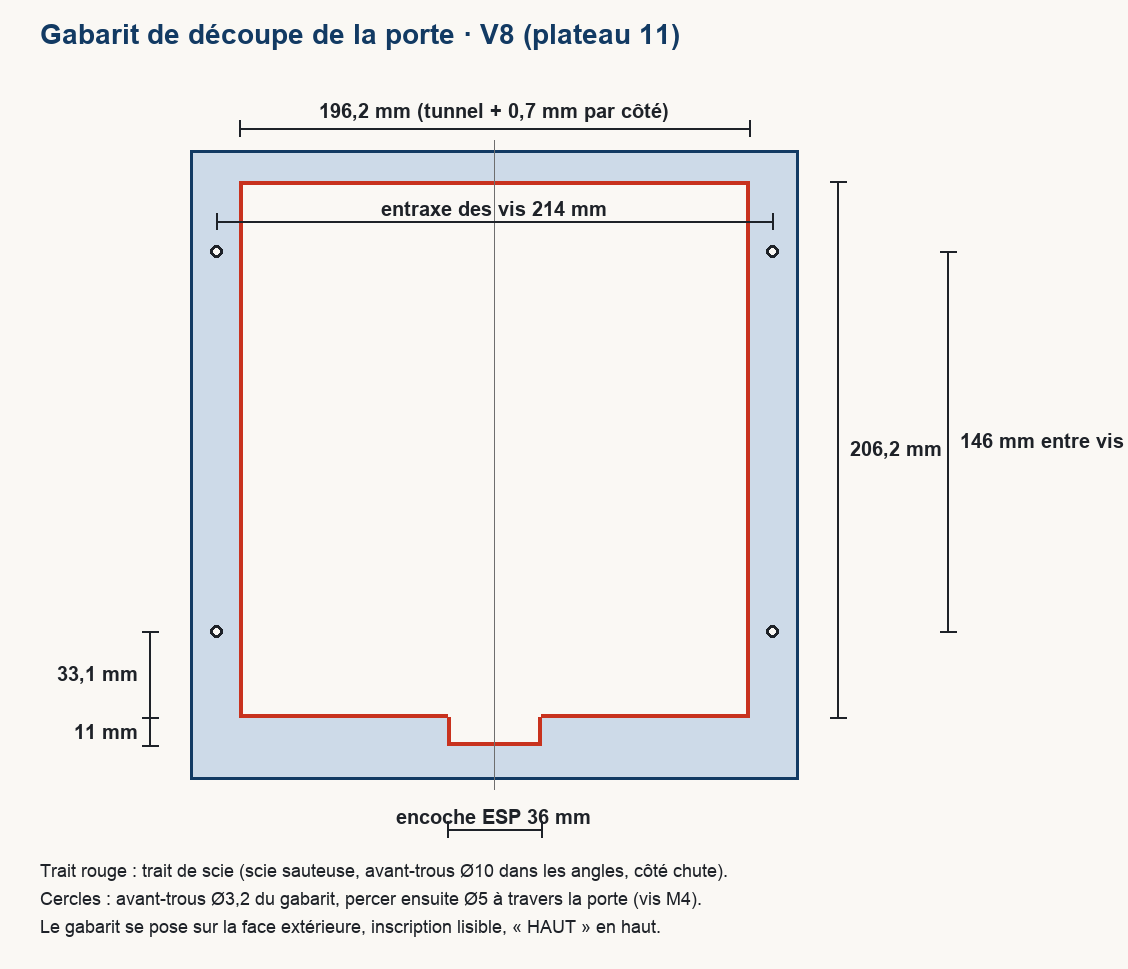 Gabarit de découpe de la porte · V8 (plateau 11)
196,2 mm (tunnel + 0,7 mm par côté)
entraxe des vis 214 mm
206,2 mm
146 mm entre vis
33,1 mm
11 mm
encoche ESP 36 mm
Trait rouge : trait de scie (scie sauteuse, avant-trous Ø10 dans les angles, côté chute).
Cercles : avant-trous Ø3,2 du gabarit, percer ensuite Ø5 à travers la porte (vis M4).
Le gabarit se pose sur la face extérieure, inscription lisible, « HAUT » en haut.